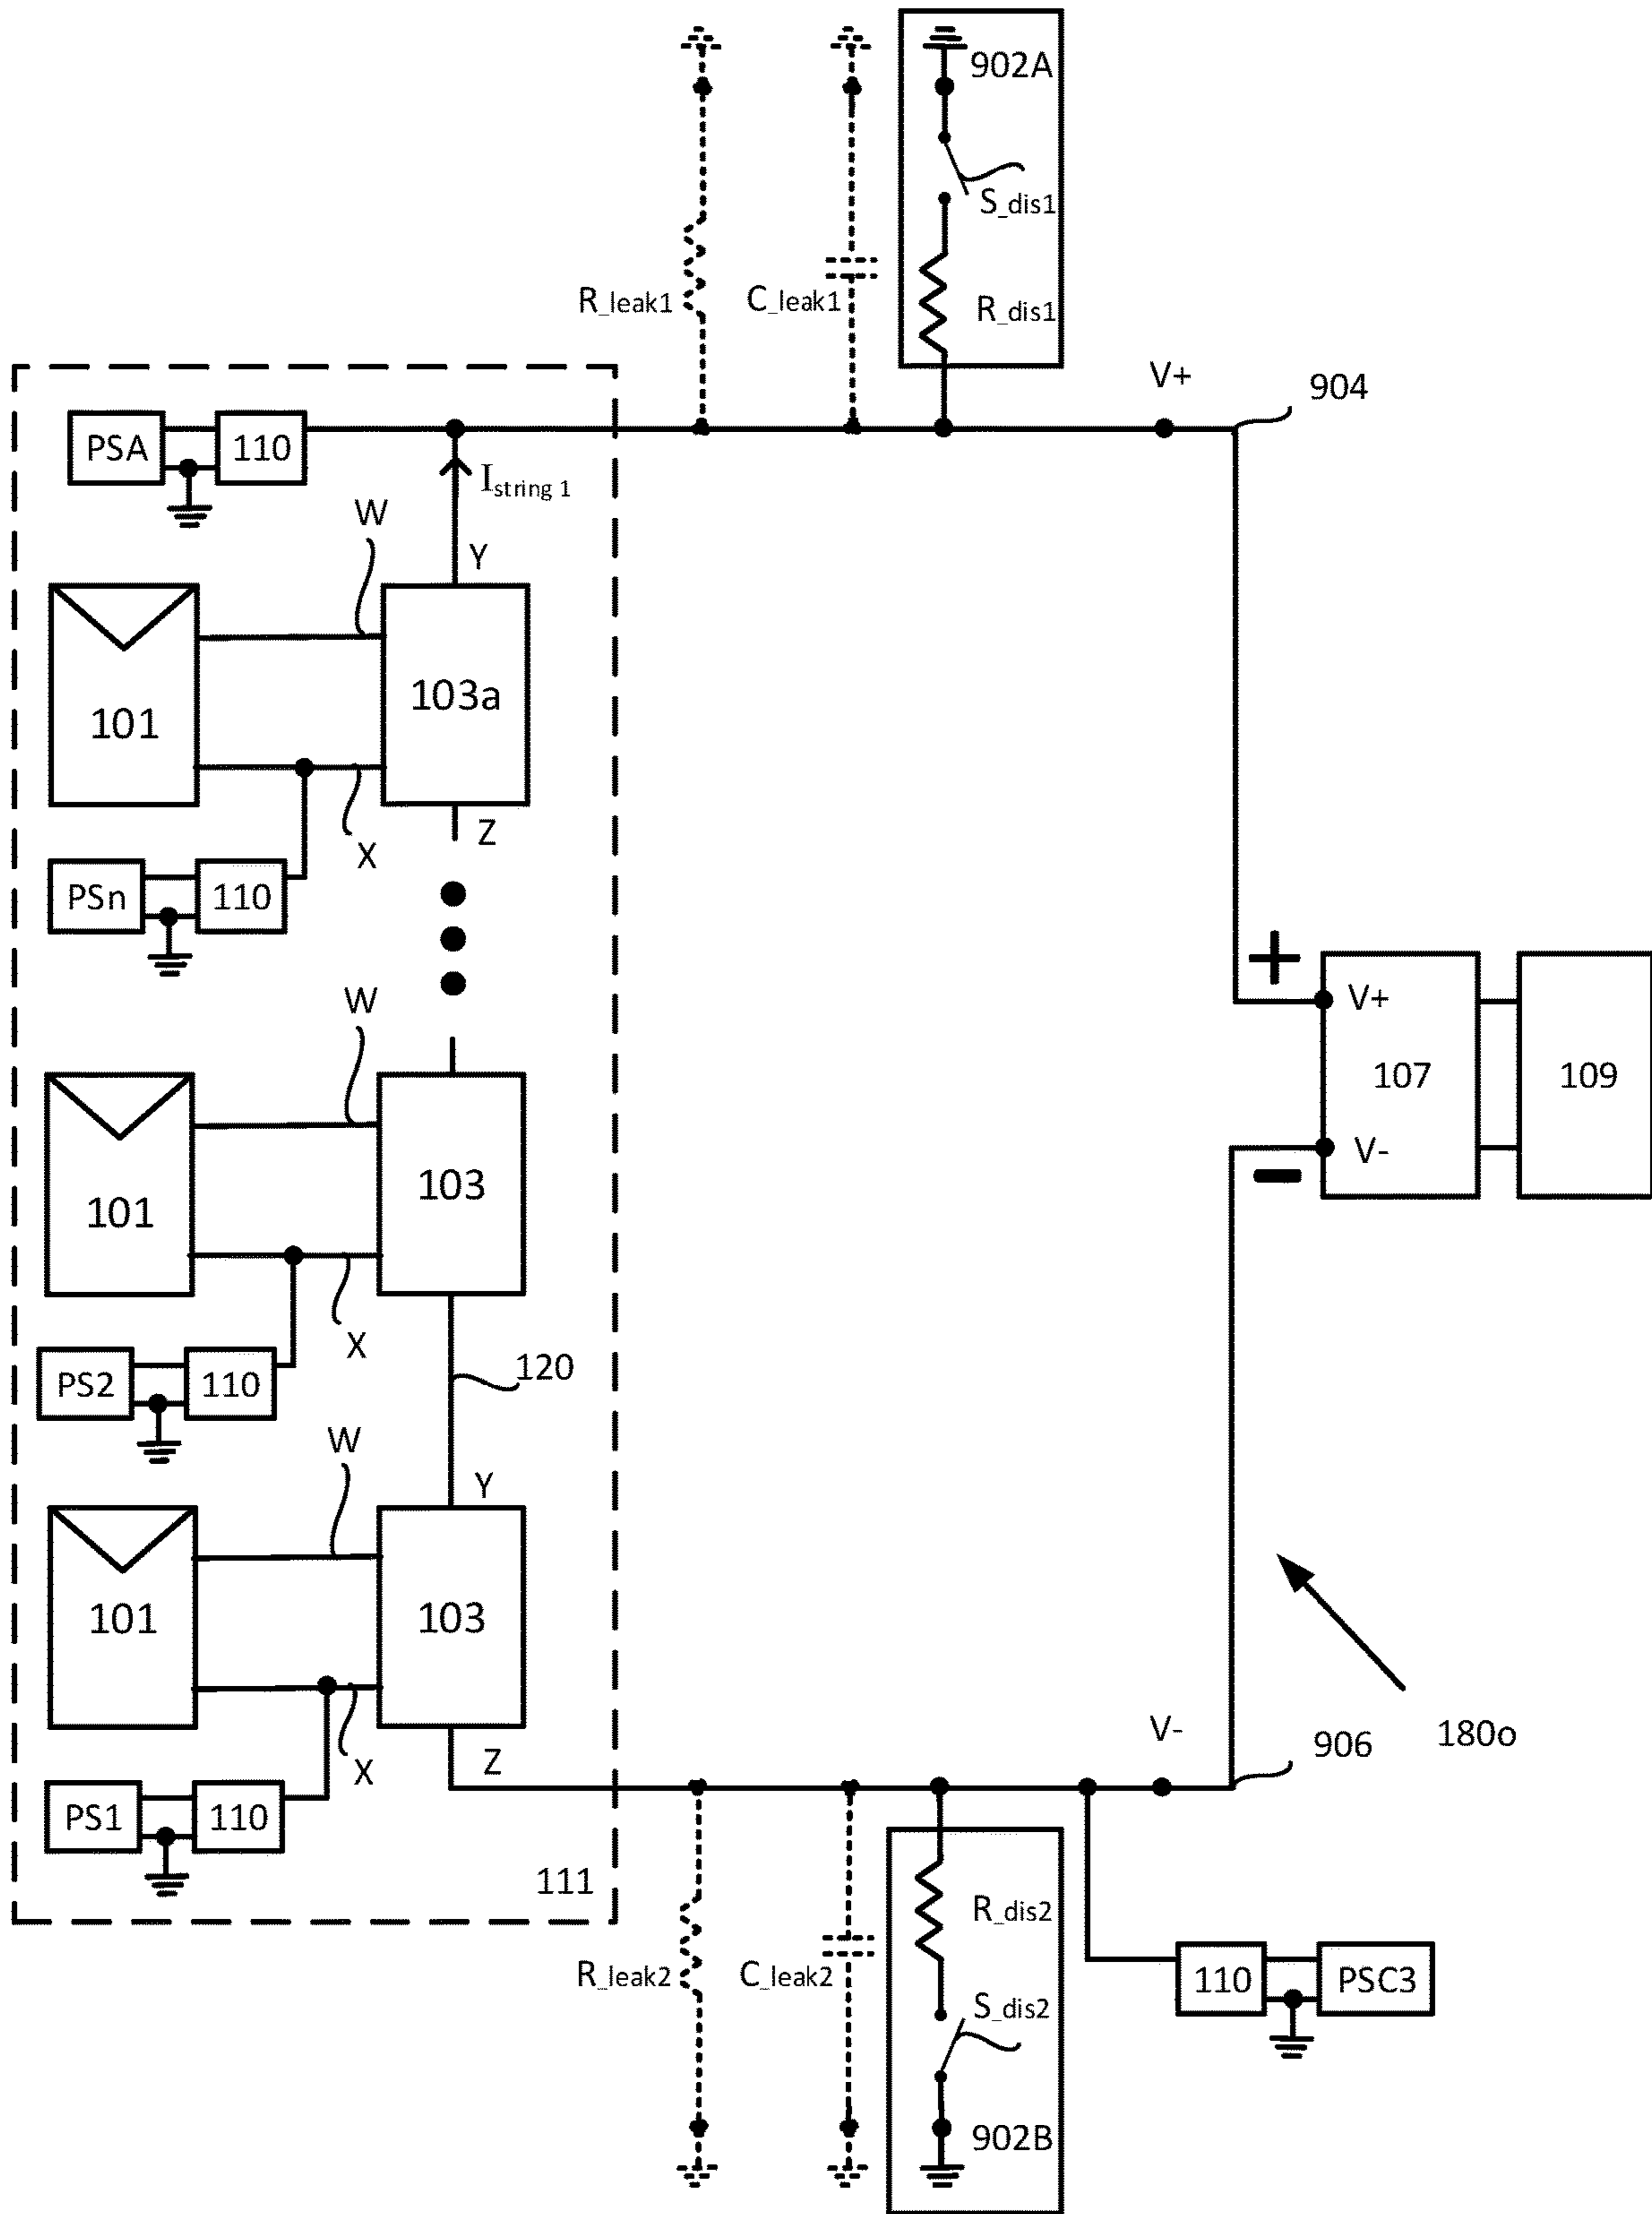 902A
S_dis1
R_leak1
C_leak1
R_dis1
V+
904
PSA
110
Istring 1
W
Y
101
103a
X
Z
PSn
110
W
V+
107
109
V-
101
103
X
120
PS2
110
W
Y
101
103
V-
906
180o
X
Z
PS1
110
111
R_leak2
C_leak2
R_dis2
110
PSC3
S_dis2
902B